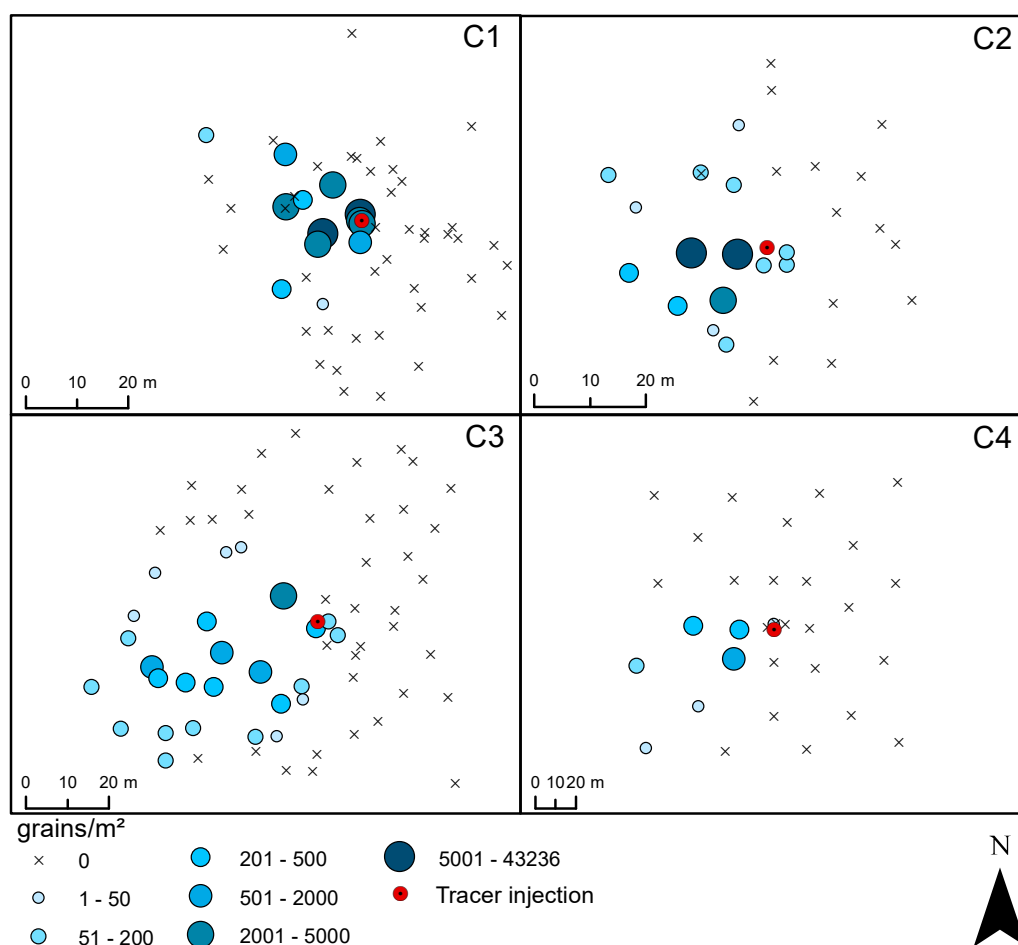 C1
C2
0 10 20 m
0 10 20 m
C3
C4
0 10 20 m
0 10 20 m
grains/m²
0
201 - 500
5001 - 43236
N
1 - 50
501 - 2000
Tracer injection
51 - 200
2001 - 5000